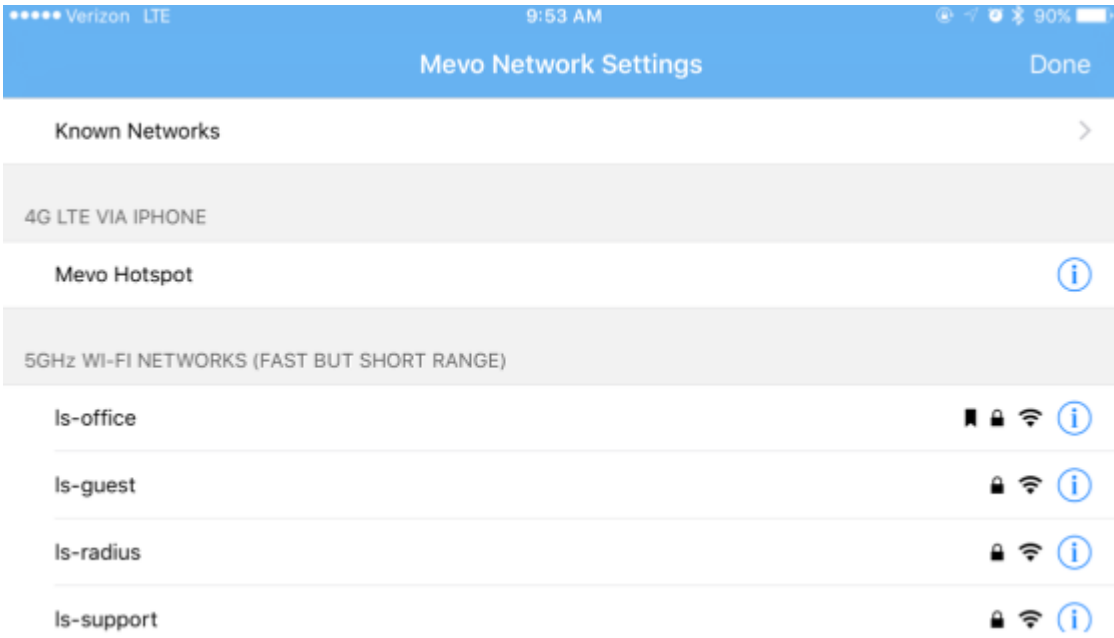 Verizon LTE 9:53 AM 90%
Mevo Network Settings Done
Known Networks
4G LTE VIA IPHONE
Mevo Hotspot
5GHz WI-FI NETWORKS (FAST BUT SHORT RANGE)
ls-office
ls-guest
ls-radius
ls-support